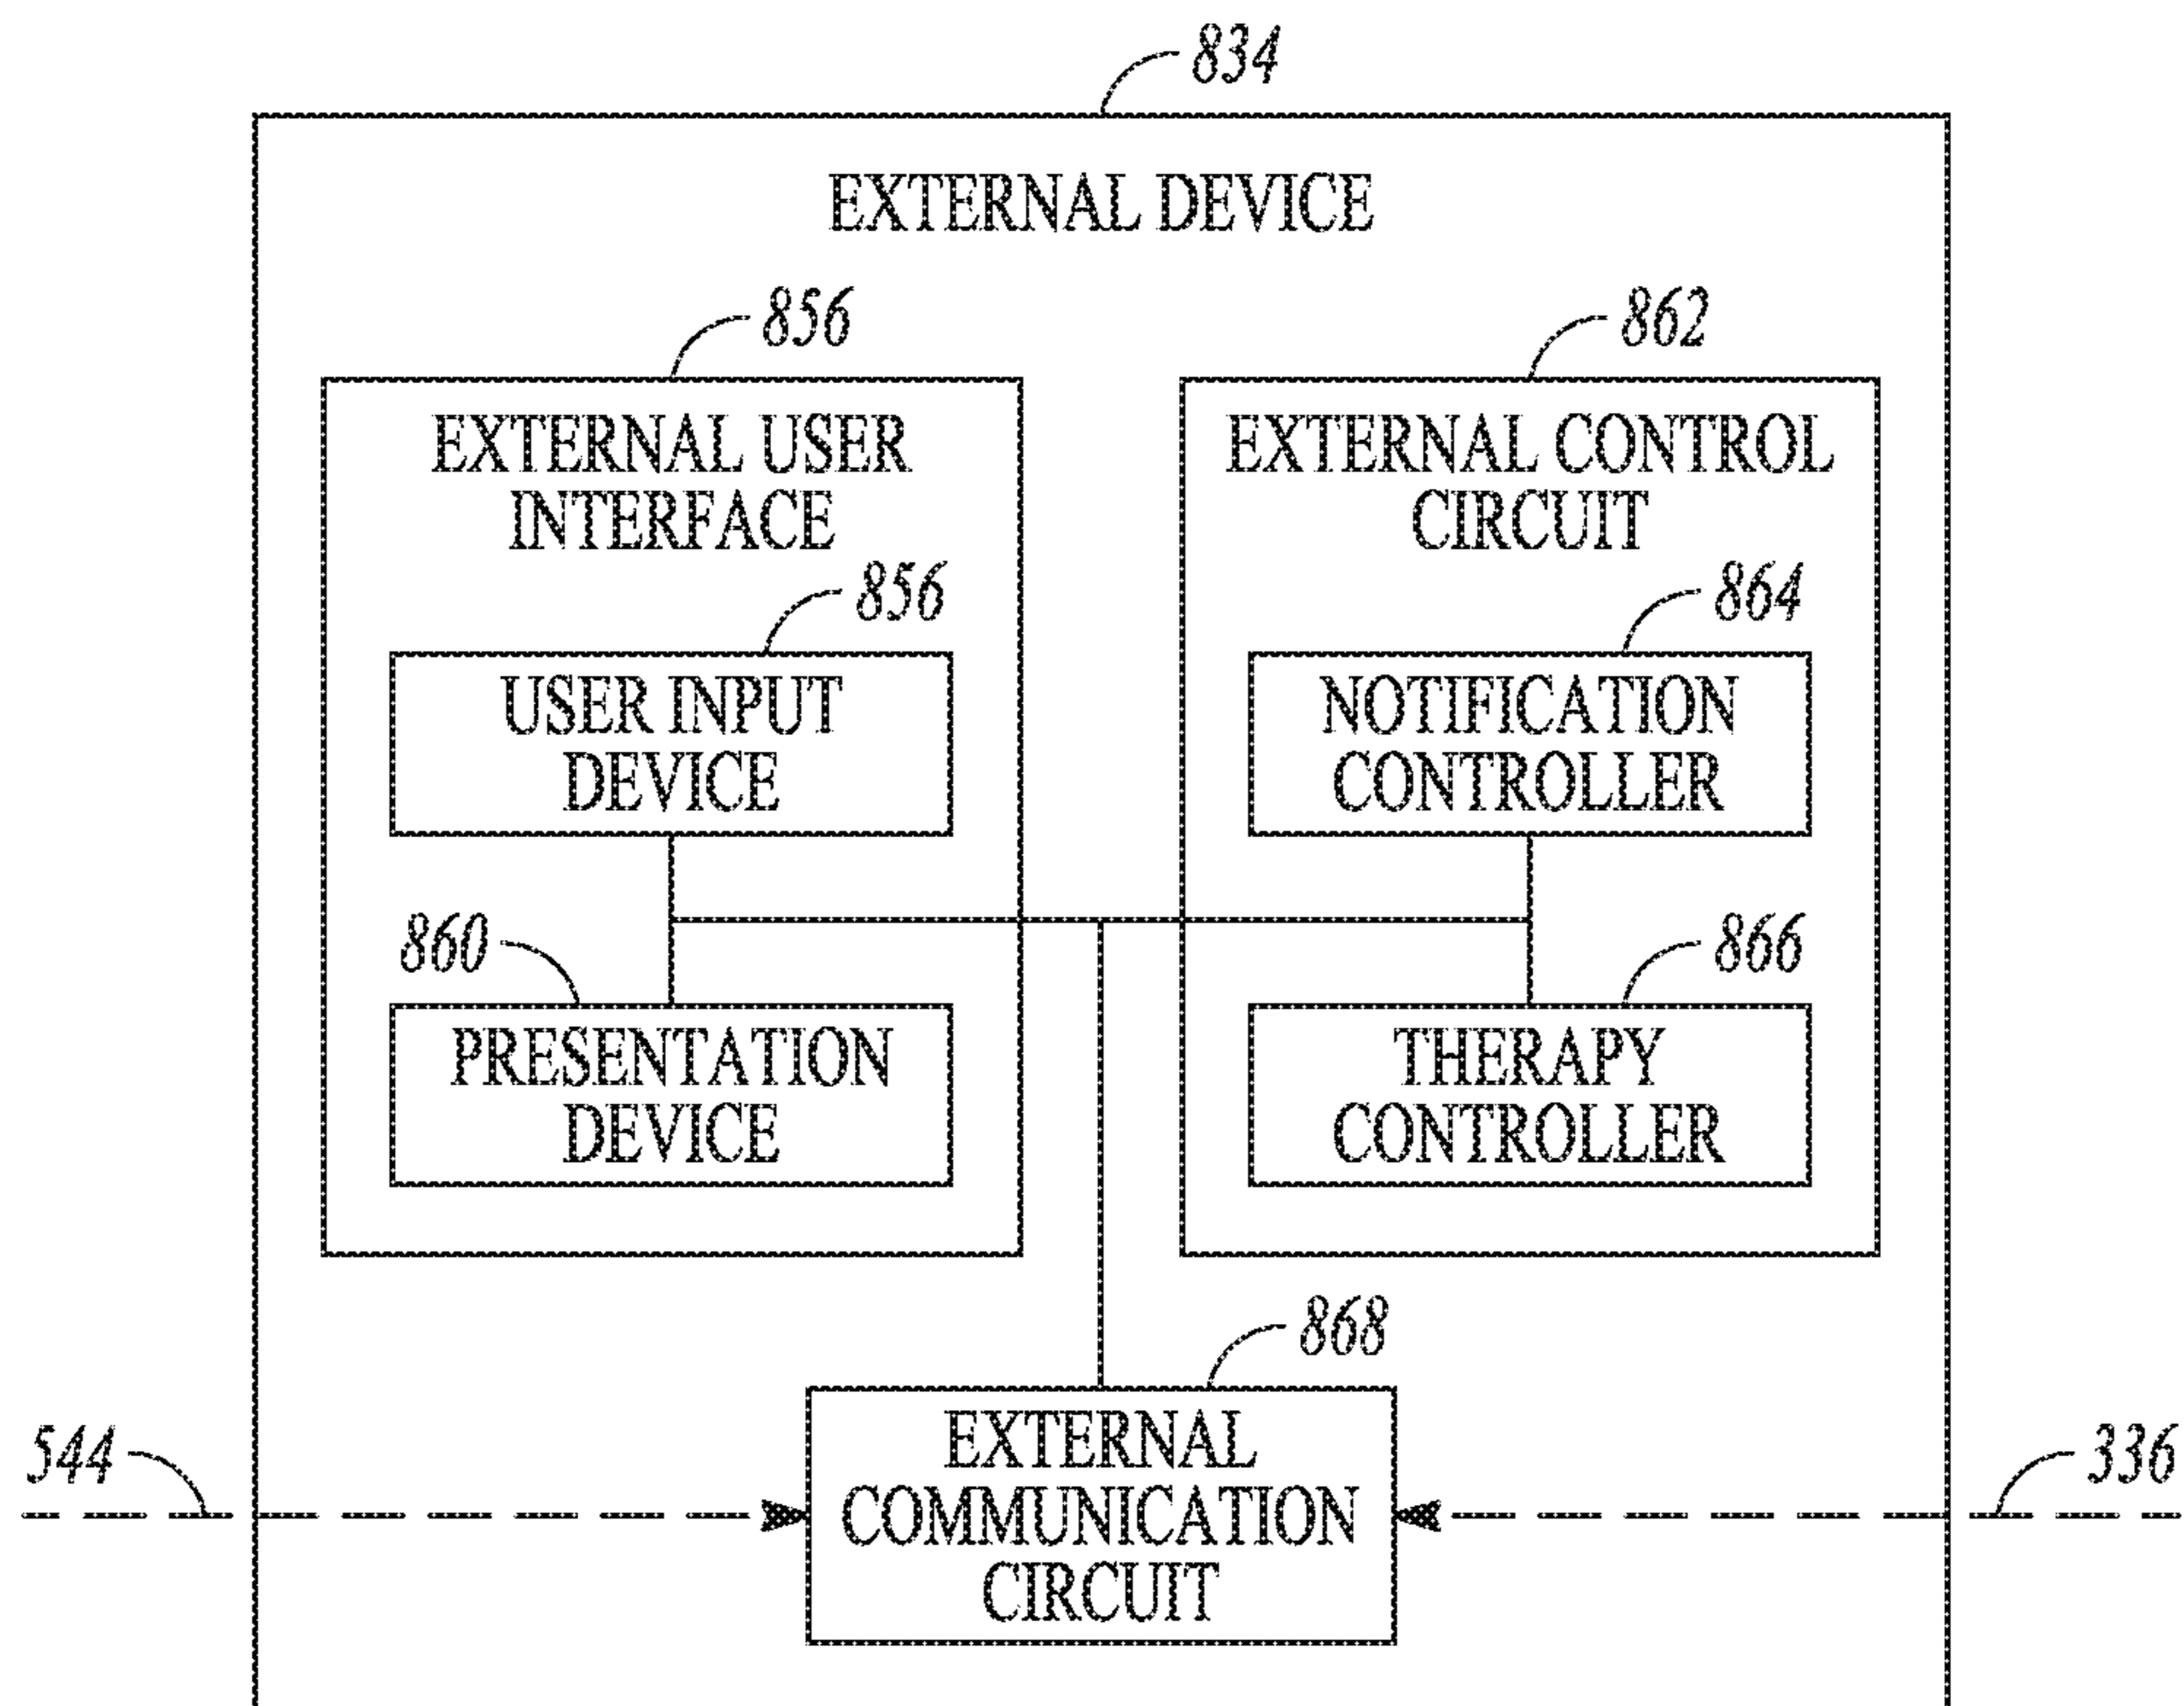 834
EXTERNAL DEVICE
856
EXTERNAL USER
INTERFACE
856
USER INPUT
DEVICE
860
PRESENTATION
DEVICE
862
EXTERNAL CONTROL
CIRCUIT
864
NOTIFICATION
CONTROLLER
866
THERAPY
CONTROLLER
868
EXTERNAL
COMMUNICATION
CIRCUIT
544
336